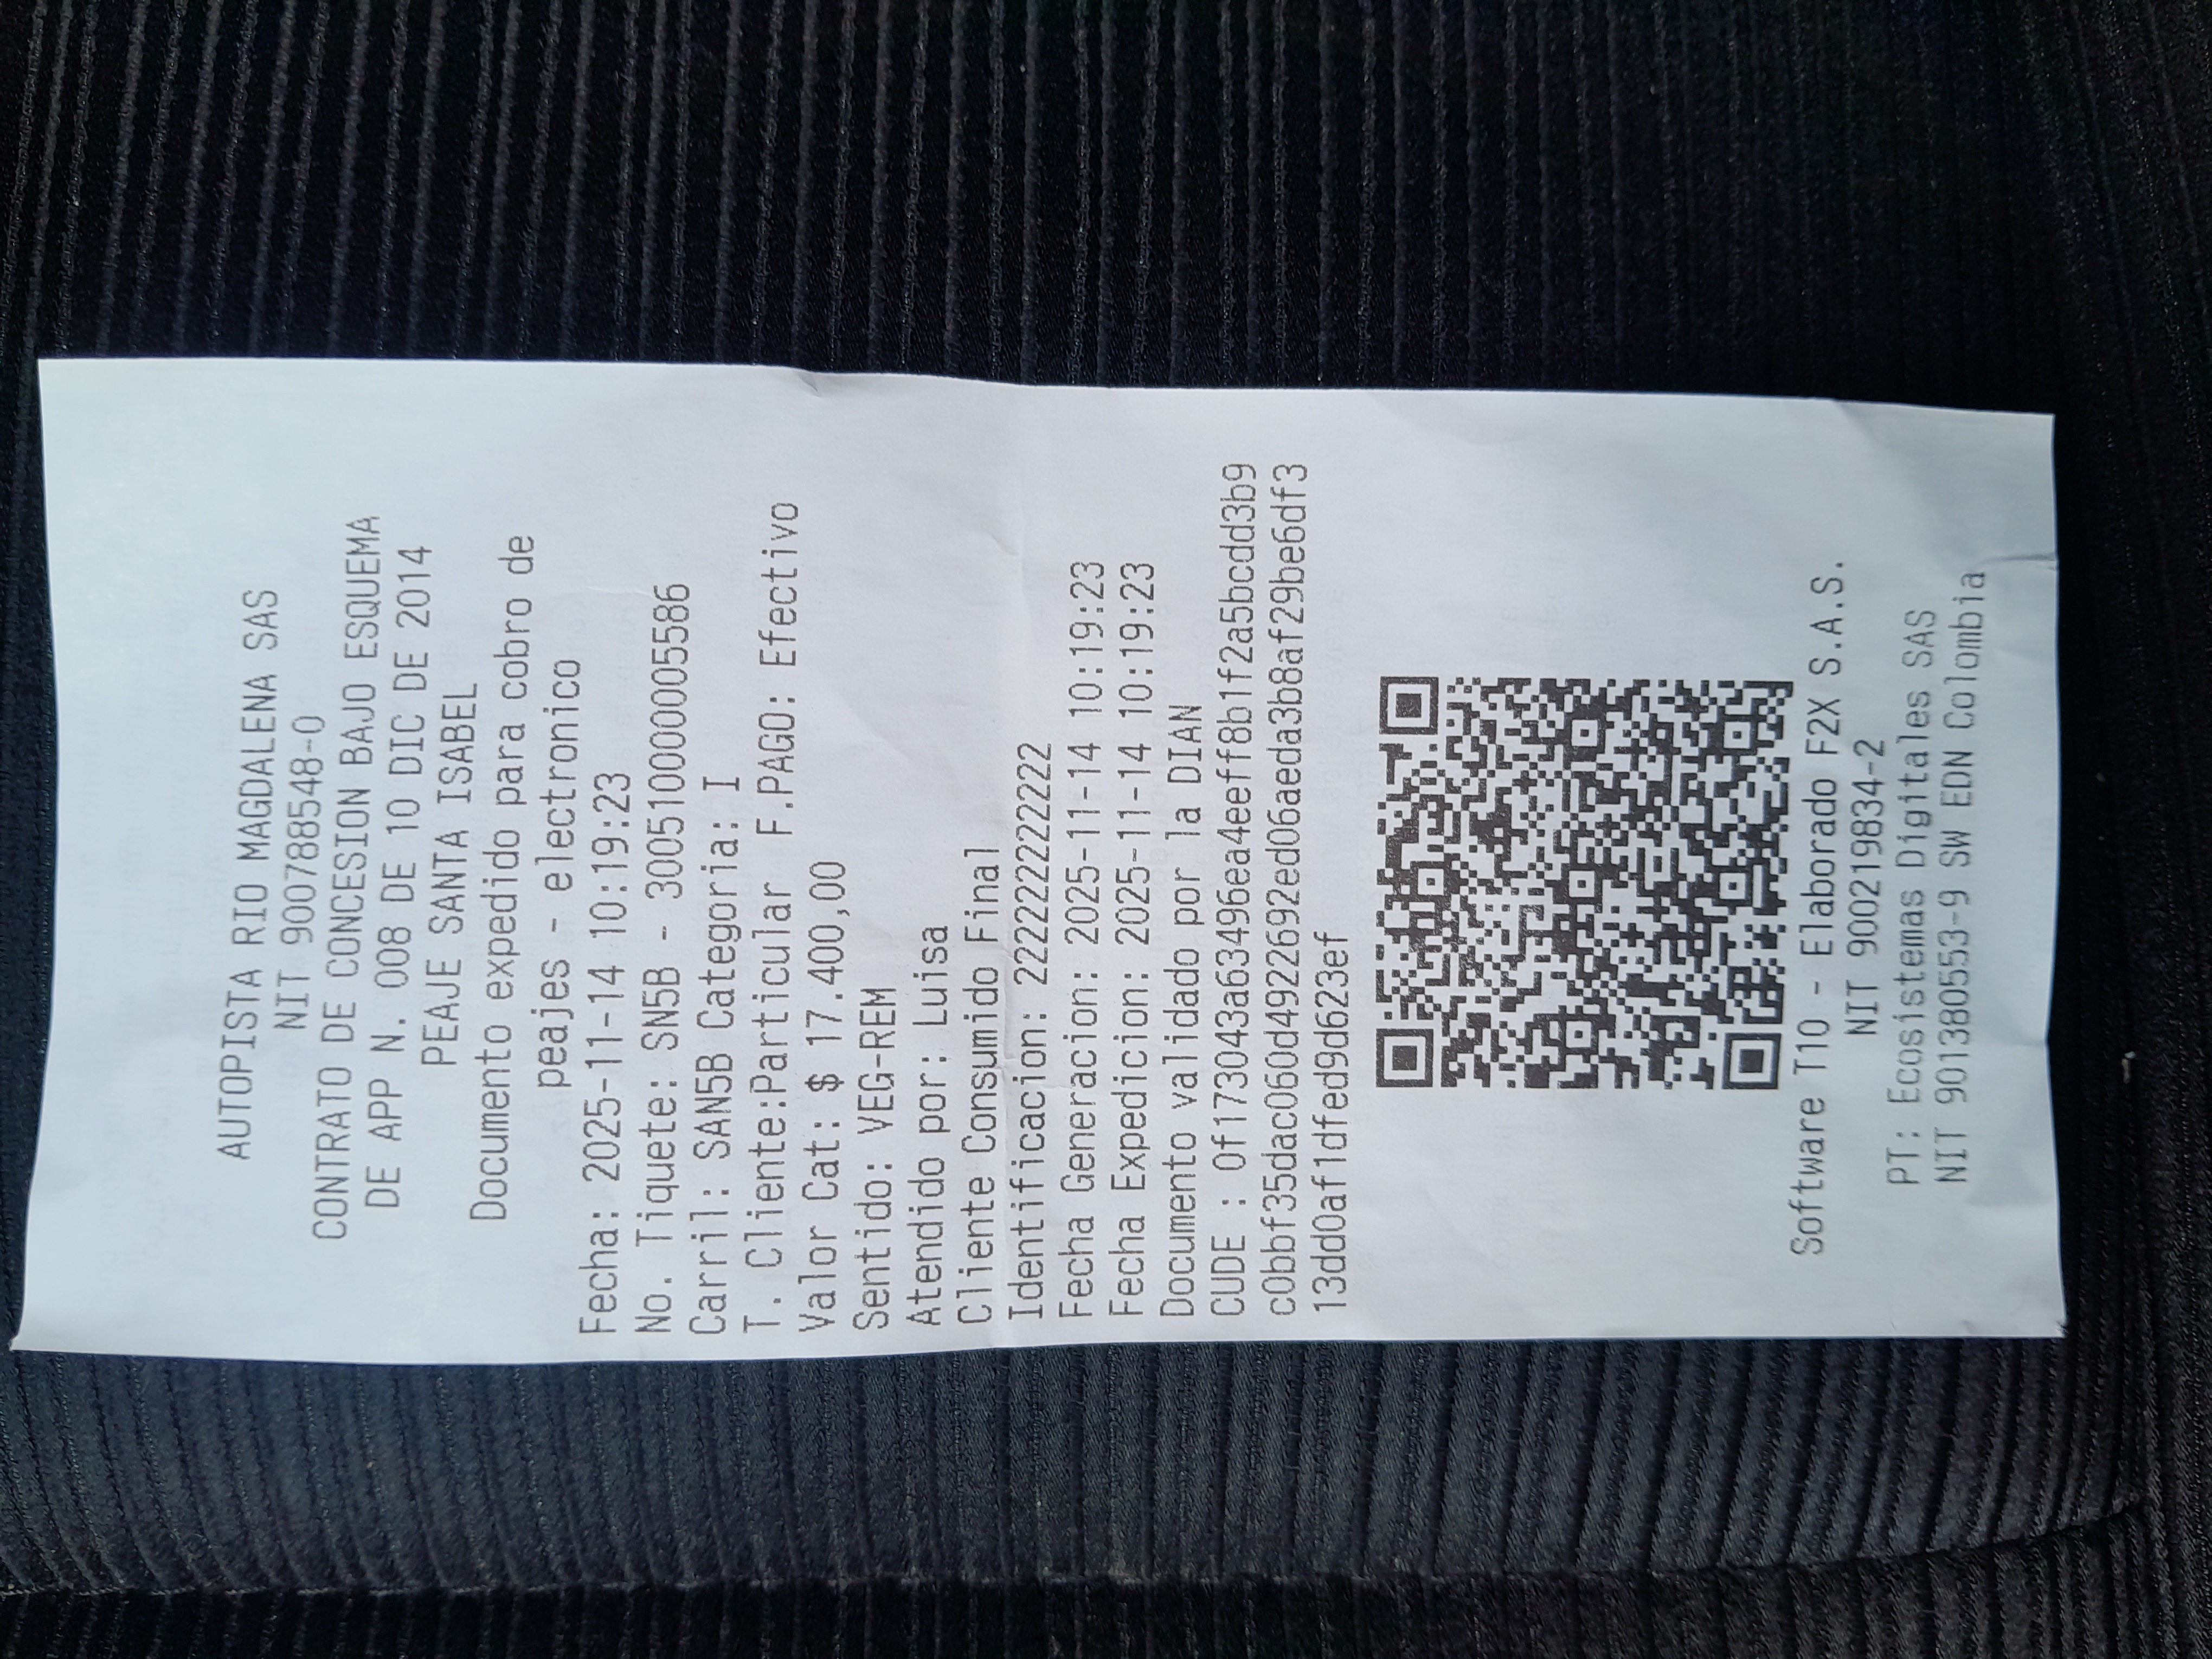 AUTOPISTA RIO MAGDALENA SAS
NIT 900788548-0
CONTRATO DE CONCESION BAJO ESQUEMA
DE APP N. 008 DE 10 DIC DE 2014
PEAJE SANTA ISABEL
Documento expedido para cobro de
peajes - electronico
Fecha: 2025-11-14 10:19:23
No. Tiquete: SN5B - 3005100000005586
Carril: SAN5B Categoria: I
T. Cliente:Particular F.PAGO: Efectivo
Valor Cat: $ 17.400,00
Sentido: VEG-REM
Atendido por: Luisa
Cliente Consumido Final
Identificacion: 222222222222
Fecha Generacion: 2025-11-14 10:19:23
Fecha Expedicion: 2025-11-14 10:19:23
Documento validado por la DIAN
CUDE : 0f173043a63496ea4eeff8b1f2a5bcdd3b9
c0bbf35dac060d49226692ed06aeda3b8af29be6df3
13dd0af1dfed9d623ef
Software T10 - Elaborado F2X S.A.S.
NIT 900219834-2
PT: Ecosistemas Digitales SAS
NIT 901380553-9 SW EDN Colombia